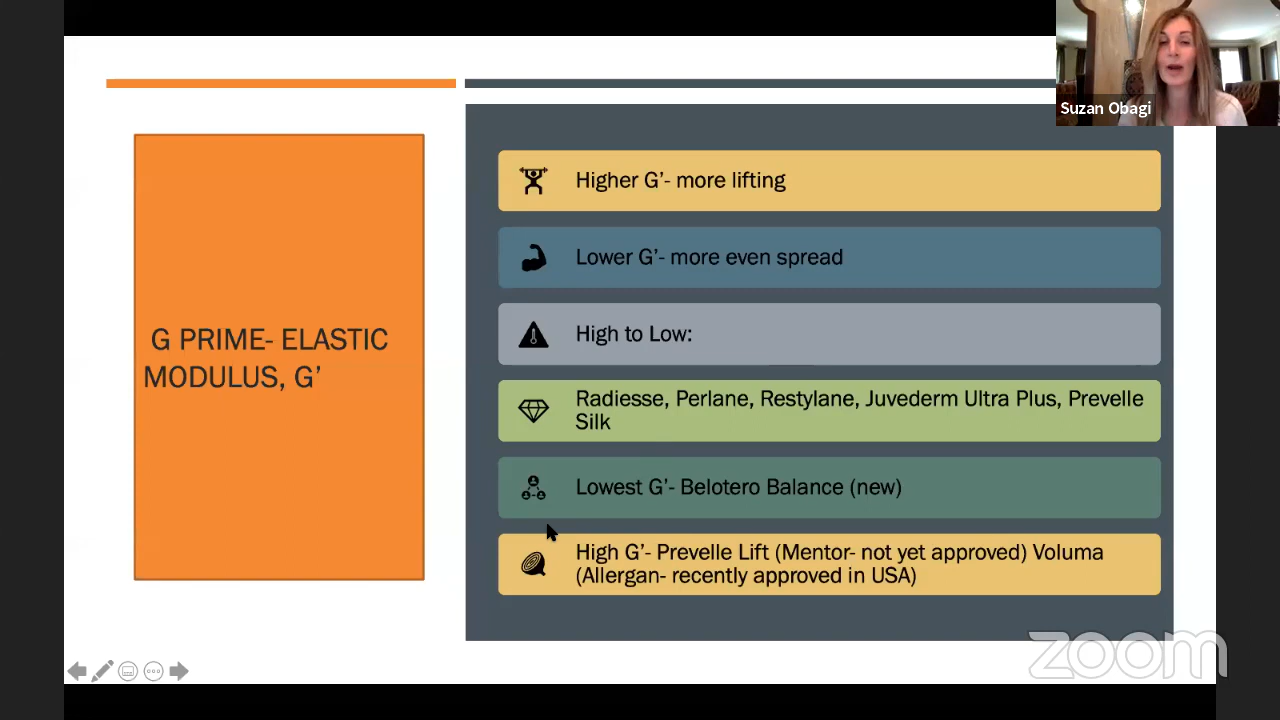 Suzan Obagi
G PRIME- ELASTIC
MODULUS, G’
Higher G’- more lifting
Lower G’- more even spread
High to Low:
Radiesse, Perlane, Restylane, Juvederm Ultra Plus, Prevelle
Silk
Lowest G’- Belotero Balance (new)
High G’- Prevelle Lift (Mentor- not yet approved) Voluma
(Allergan- recently approved in USA)
zoom